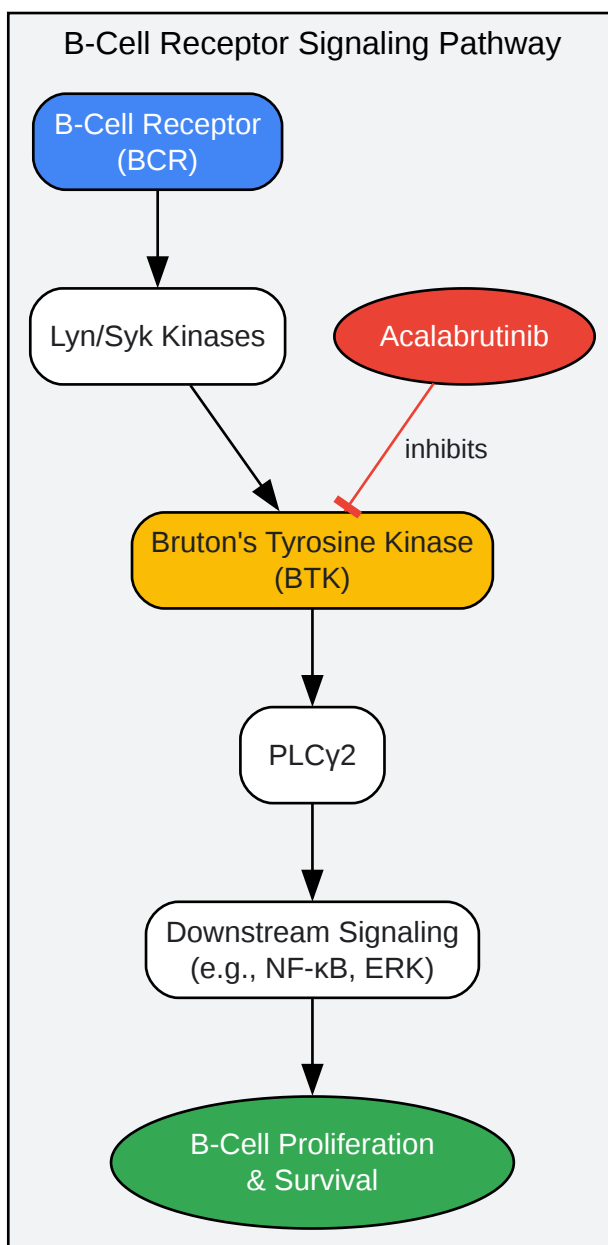 B-Cell Receptor Signaling Pathway
B-Cell Receptor
(BCR)
Lyn/Syk Kinases
Acalabrutinib
inhibits
Bruton's Tyrosine Kinase
(BTK)
PLCγ2
Downstream Signaling
(e.g., NF-κB, ERK)
B-Cell Proliferation
& Survival